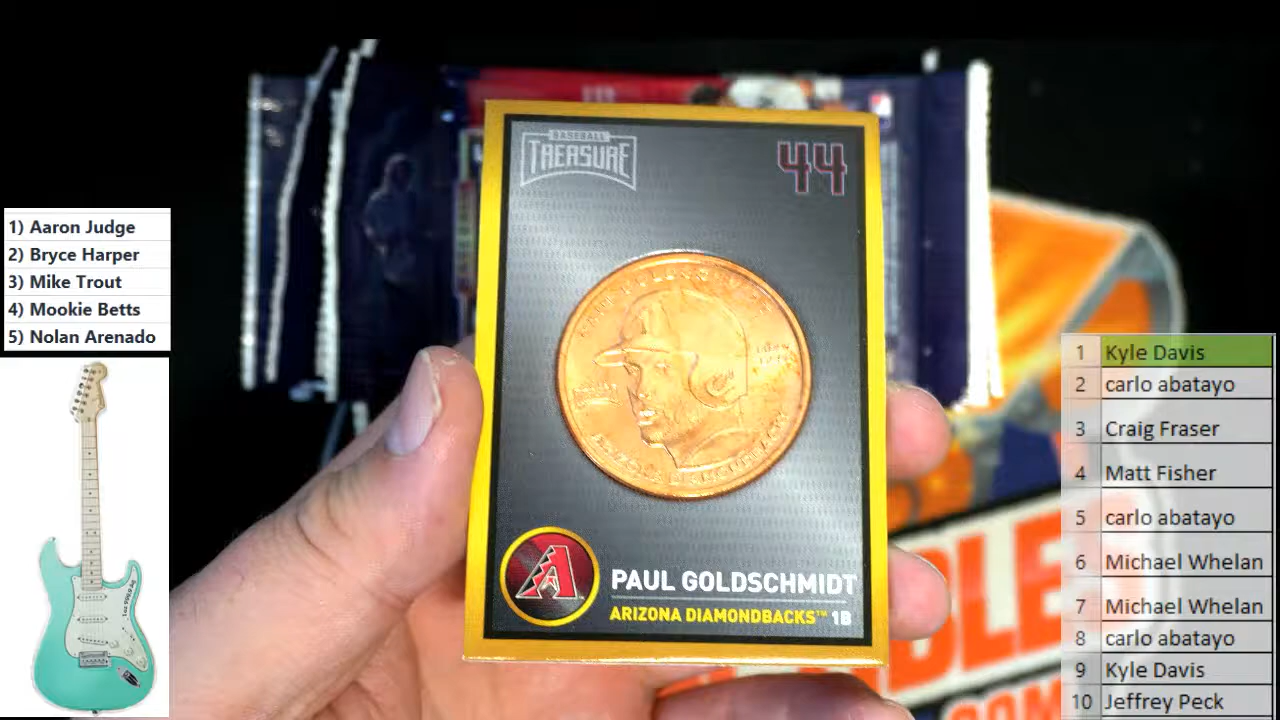 1) Aaron Judge
2) Bryce Harper
3) Mike Trout
4) Mookie Betts
5) Nolan Arenado
BASEBALL
TREASURE
44
PAUL GOLDSCHMIDT
ARIZONA DIAMONDBACKS™ 1B
1 Kyle Davis
2 carlo abatayo
3 Craig Fraser
4 Matt Fisher
5 carlo abatayo
6 Michael Whelan
7 Michael Whelan
8 carlo abatayo
9 Kyle Davis
10 Jeffrey Peck